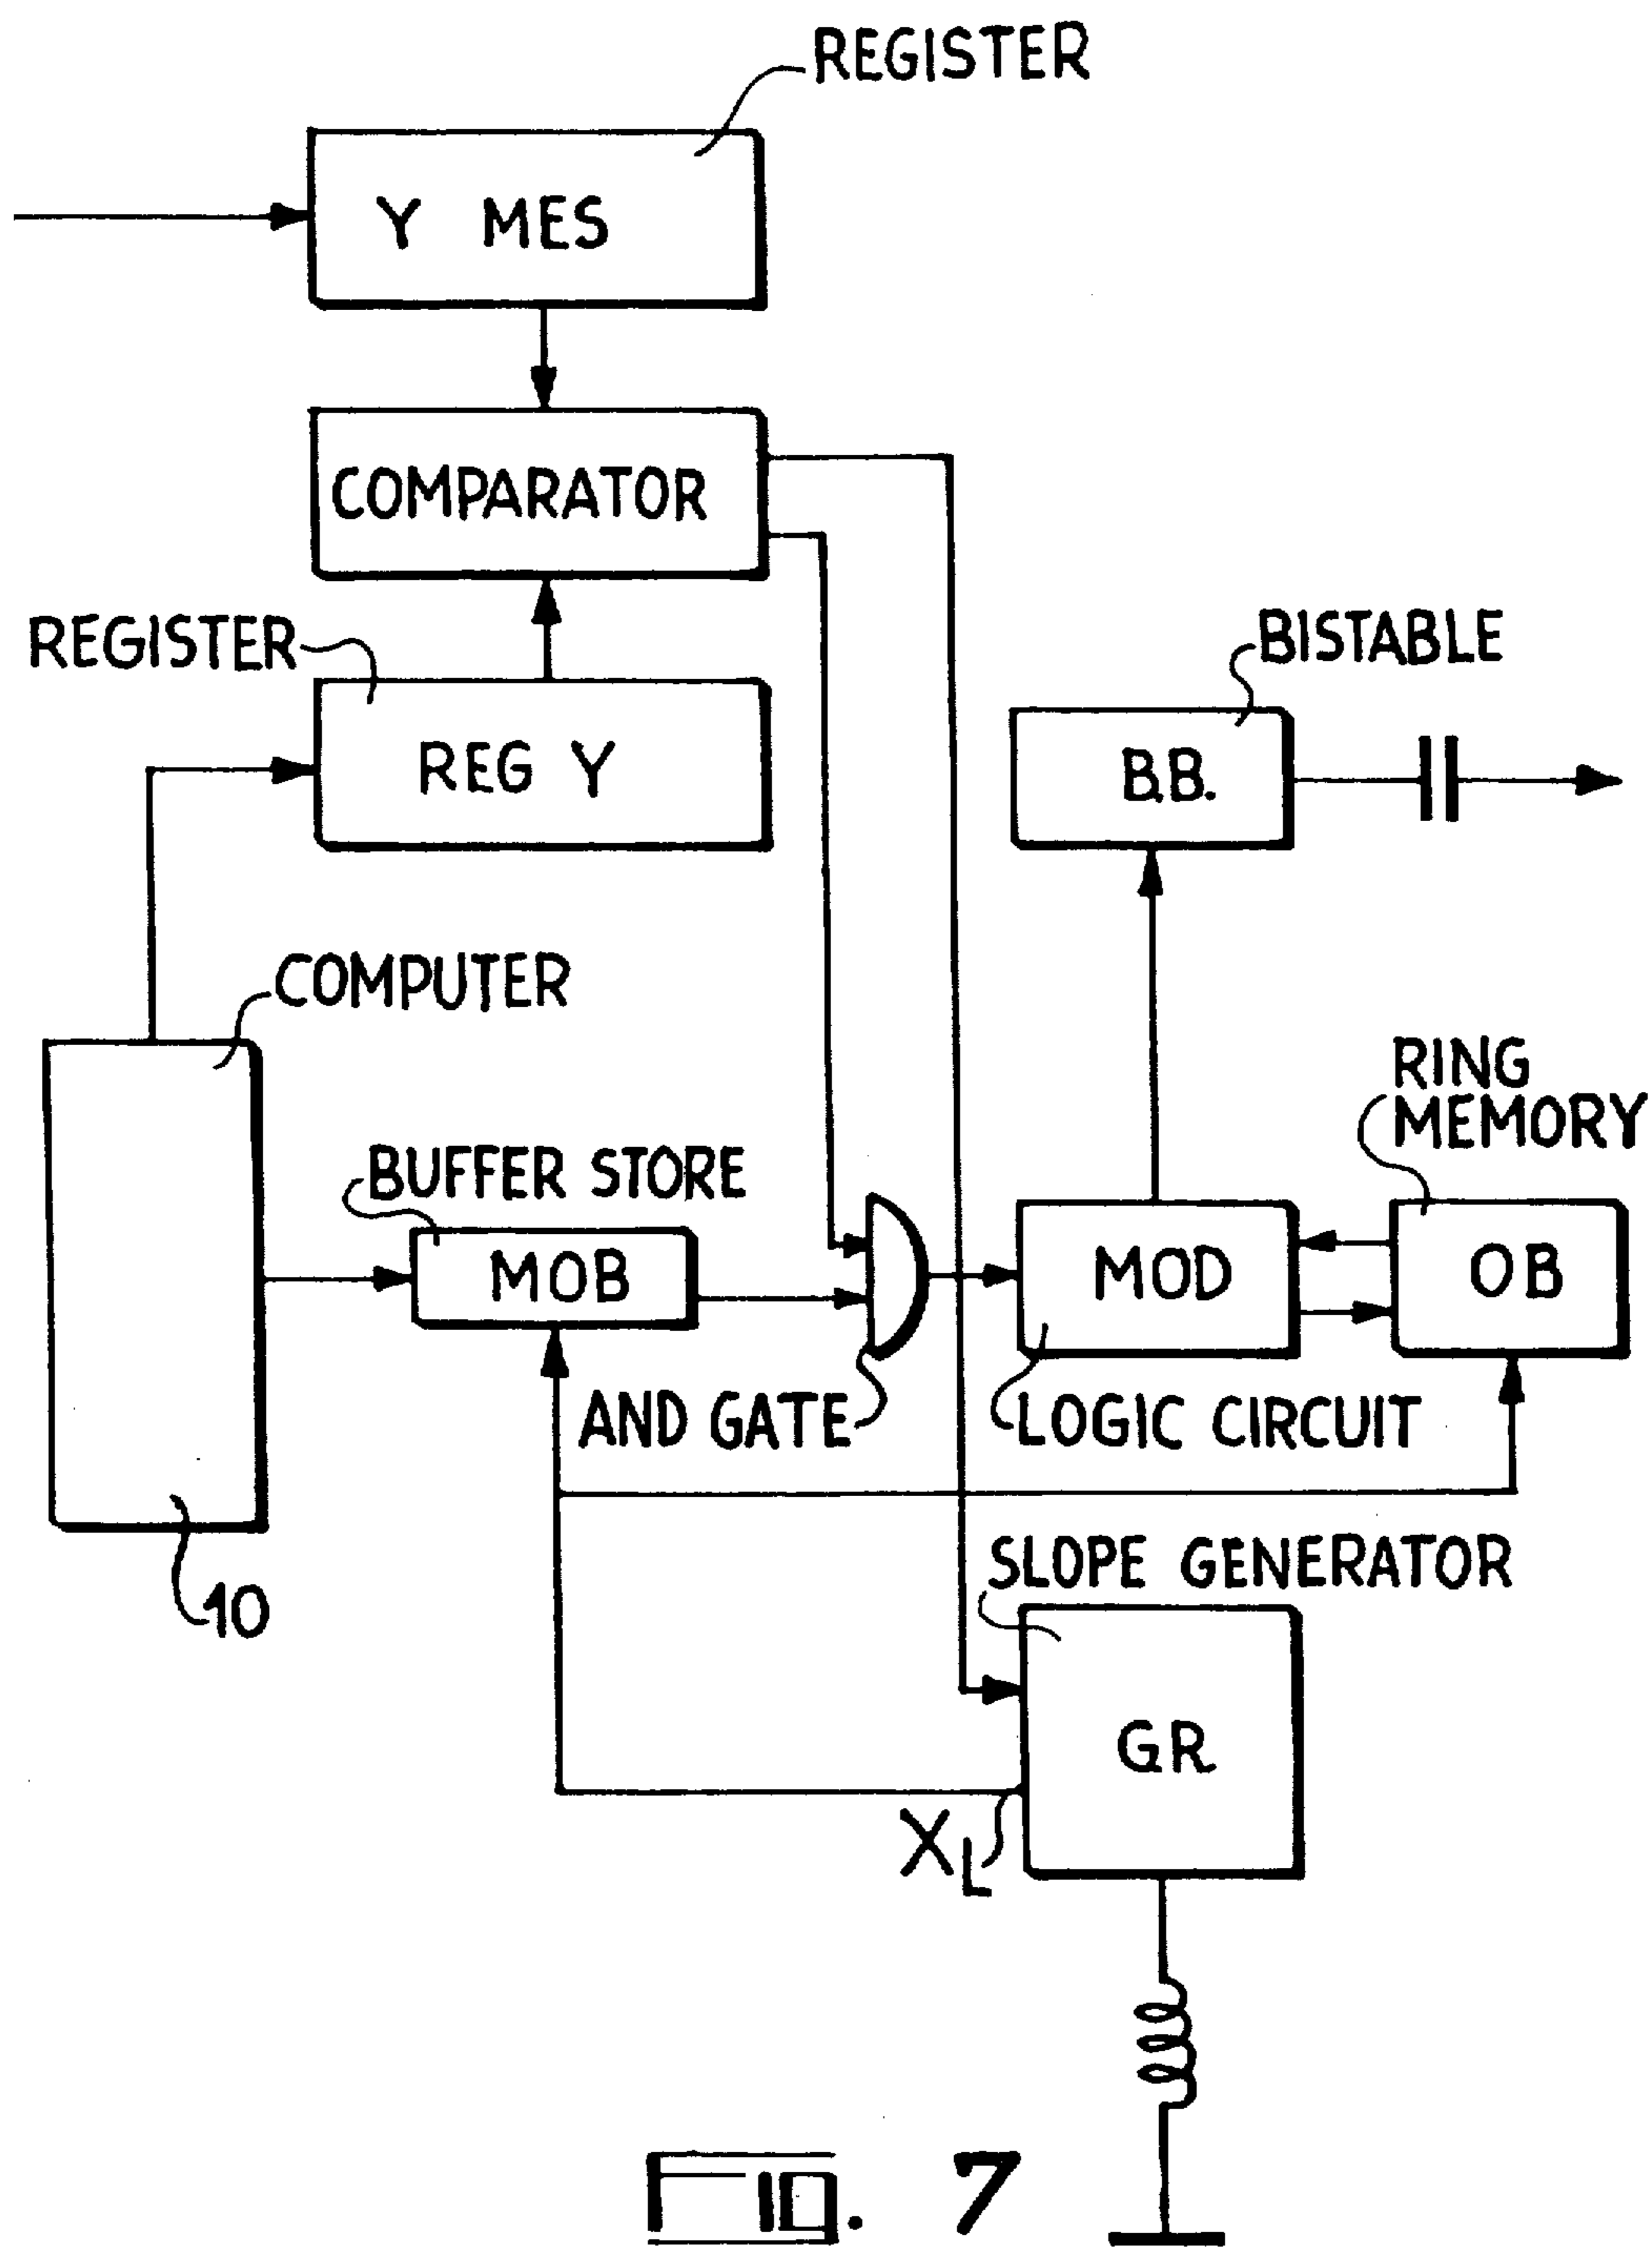 REGISTER
Y MES
COMPARATOR
REGISTER
BISTABLE
REG Y
B.B.
COMPUTER
RING
MEMORY
BUFFER STORE
MOB
MOD
OB
AND GATE
LOGIC CIRCUIT
SLOPE GENERATOR
10
GR
XL
FIG. 7